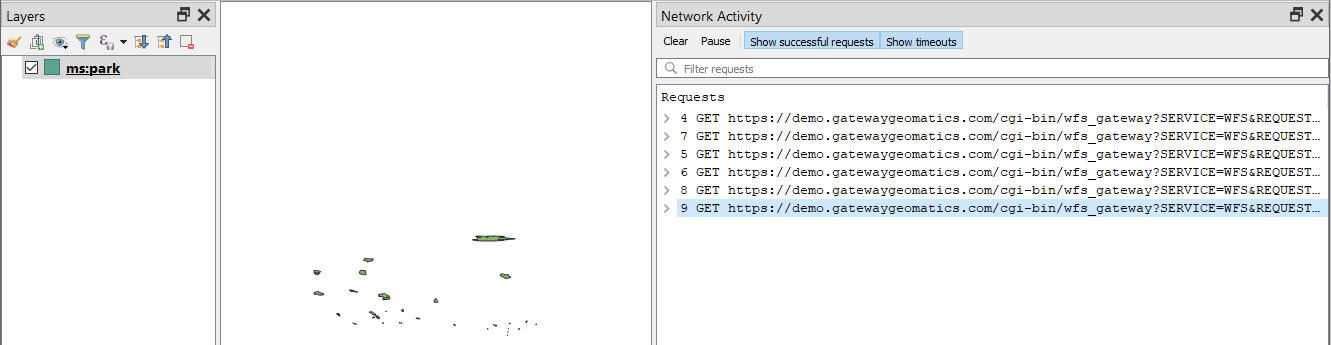 Layers
ms:park
Network Activity
Clear Pause Show successful requests Show timeouts
Filter requests
Requests
4 GET https://demo.gatewaygeomatics.com/cgi-bin/wfs_gateway?SERVICE=WFS&REQUEST…
7 GET https://demo.gatewaygeomatics.com/cgi-bin/wfs_gateway?SERVICE=WFS&REQUEST…
5 GET https://demo.gatewaygeomatics.com/cgi-bin/wfs_gateway?SERVICE=WFS&REQUEST…
6 GET https://demo.gatewaygeomatics.com/cgi-bin/wfs_gateway?SERVICE=WFS&REQUEST…
8 GET https://demo.gatewaygeomatics.com/cgi-bin/wfs_gateway?SERVICE=WFS&REQUEST…
9 GET https://demo.gatewaygeomatics.com/cgi-bin/wfs_gateway?SERVICE=WFS&REQUEST…